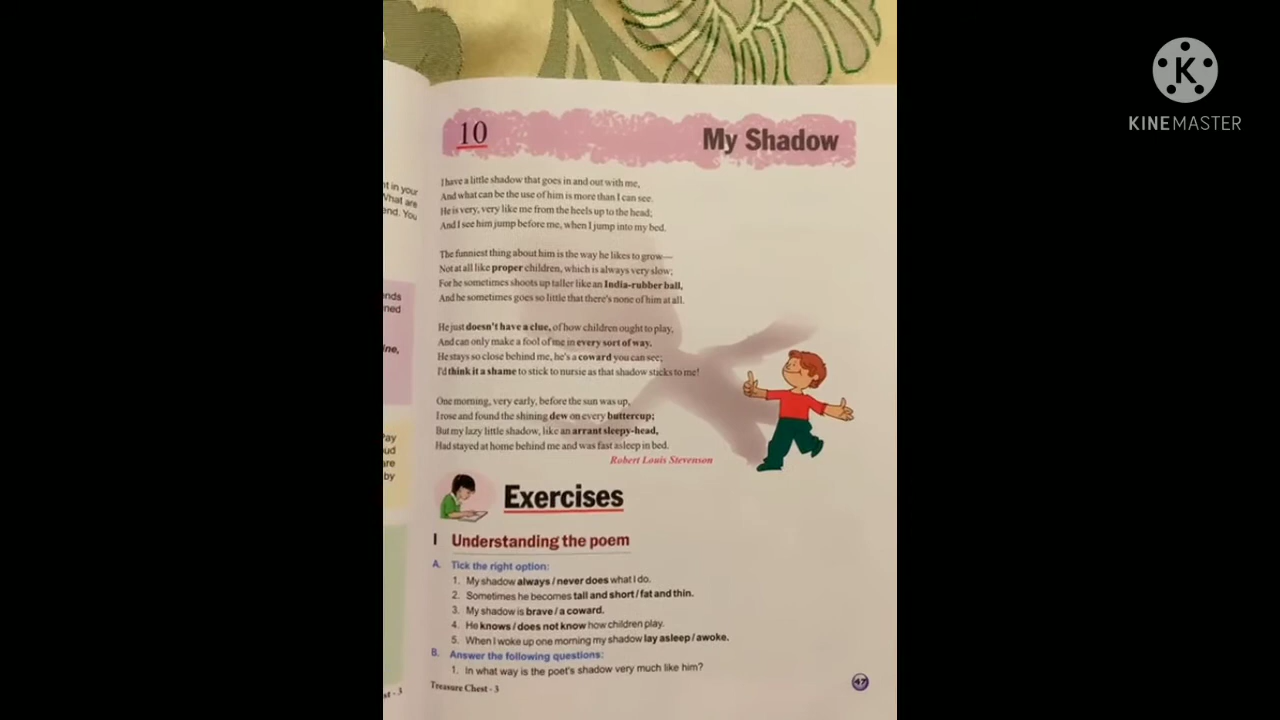 K
KINEMASTER
10
My Shadow
I have a little shadow that goes in and out with me,
And what can be the use of him is more than I can see.
He is very, very like me from the heels up to the head;
And I see him jump before me, when I jump into my bed.
The funniest thing about him is the way he likes to grow—
Not at all like proper children, which is always very slow;
For he sometimes shoots up taller like an India-rubber ball,
And he sometimes goes so little that there's none of him at all.
He just doesn't have a clue, of how children ought to play,
And can only make a fool of me in every sort of way.
He stays so close behind me, he's a coward you can see;
I'd think it a shame to stick to nursie as that shadow sticks to me!
One morning, very early, before the sun was up,
I rose and found the shining dew on every buttercup;
But my lazy little shadow, like an arrant sleepy-head,
Had stayed at home behind me and was fast asleep in bed.
Robert Louis Stevenson
Exercises
I Understanding the poem
A. Tick the right option:
1. My shadow always / never does what I do.
2. Sometimes he becomes tall and short / fat and thin.
3. My shadow is brave / a coward.
4. He knows / does not know how children play.
5. When I woke up one morning my shadow lay asleep / awoke.
B. Answer the following questions:
1. In what way is the poet's shadow very much like him?
Treasure Chest - 3
47
in your
What are
end. You
nds
ned
ine,
are
by
st - 3